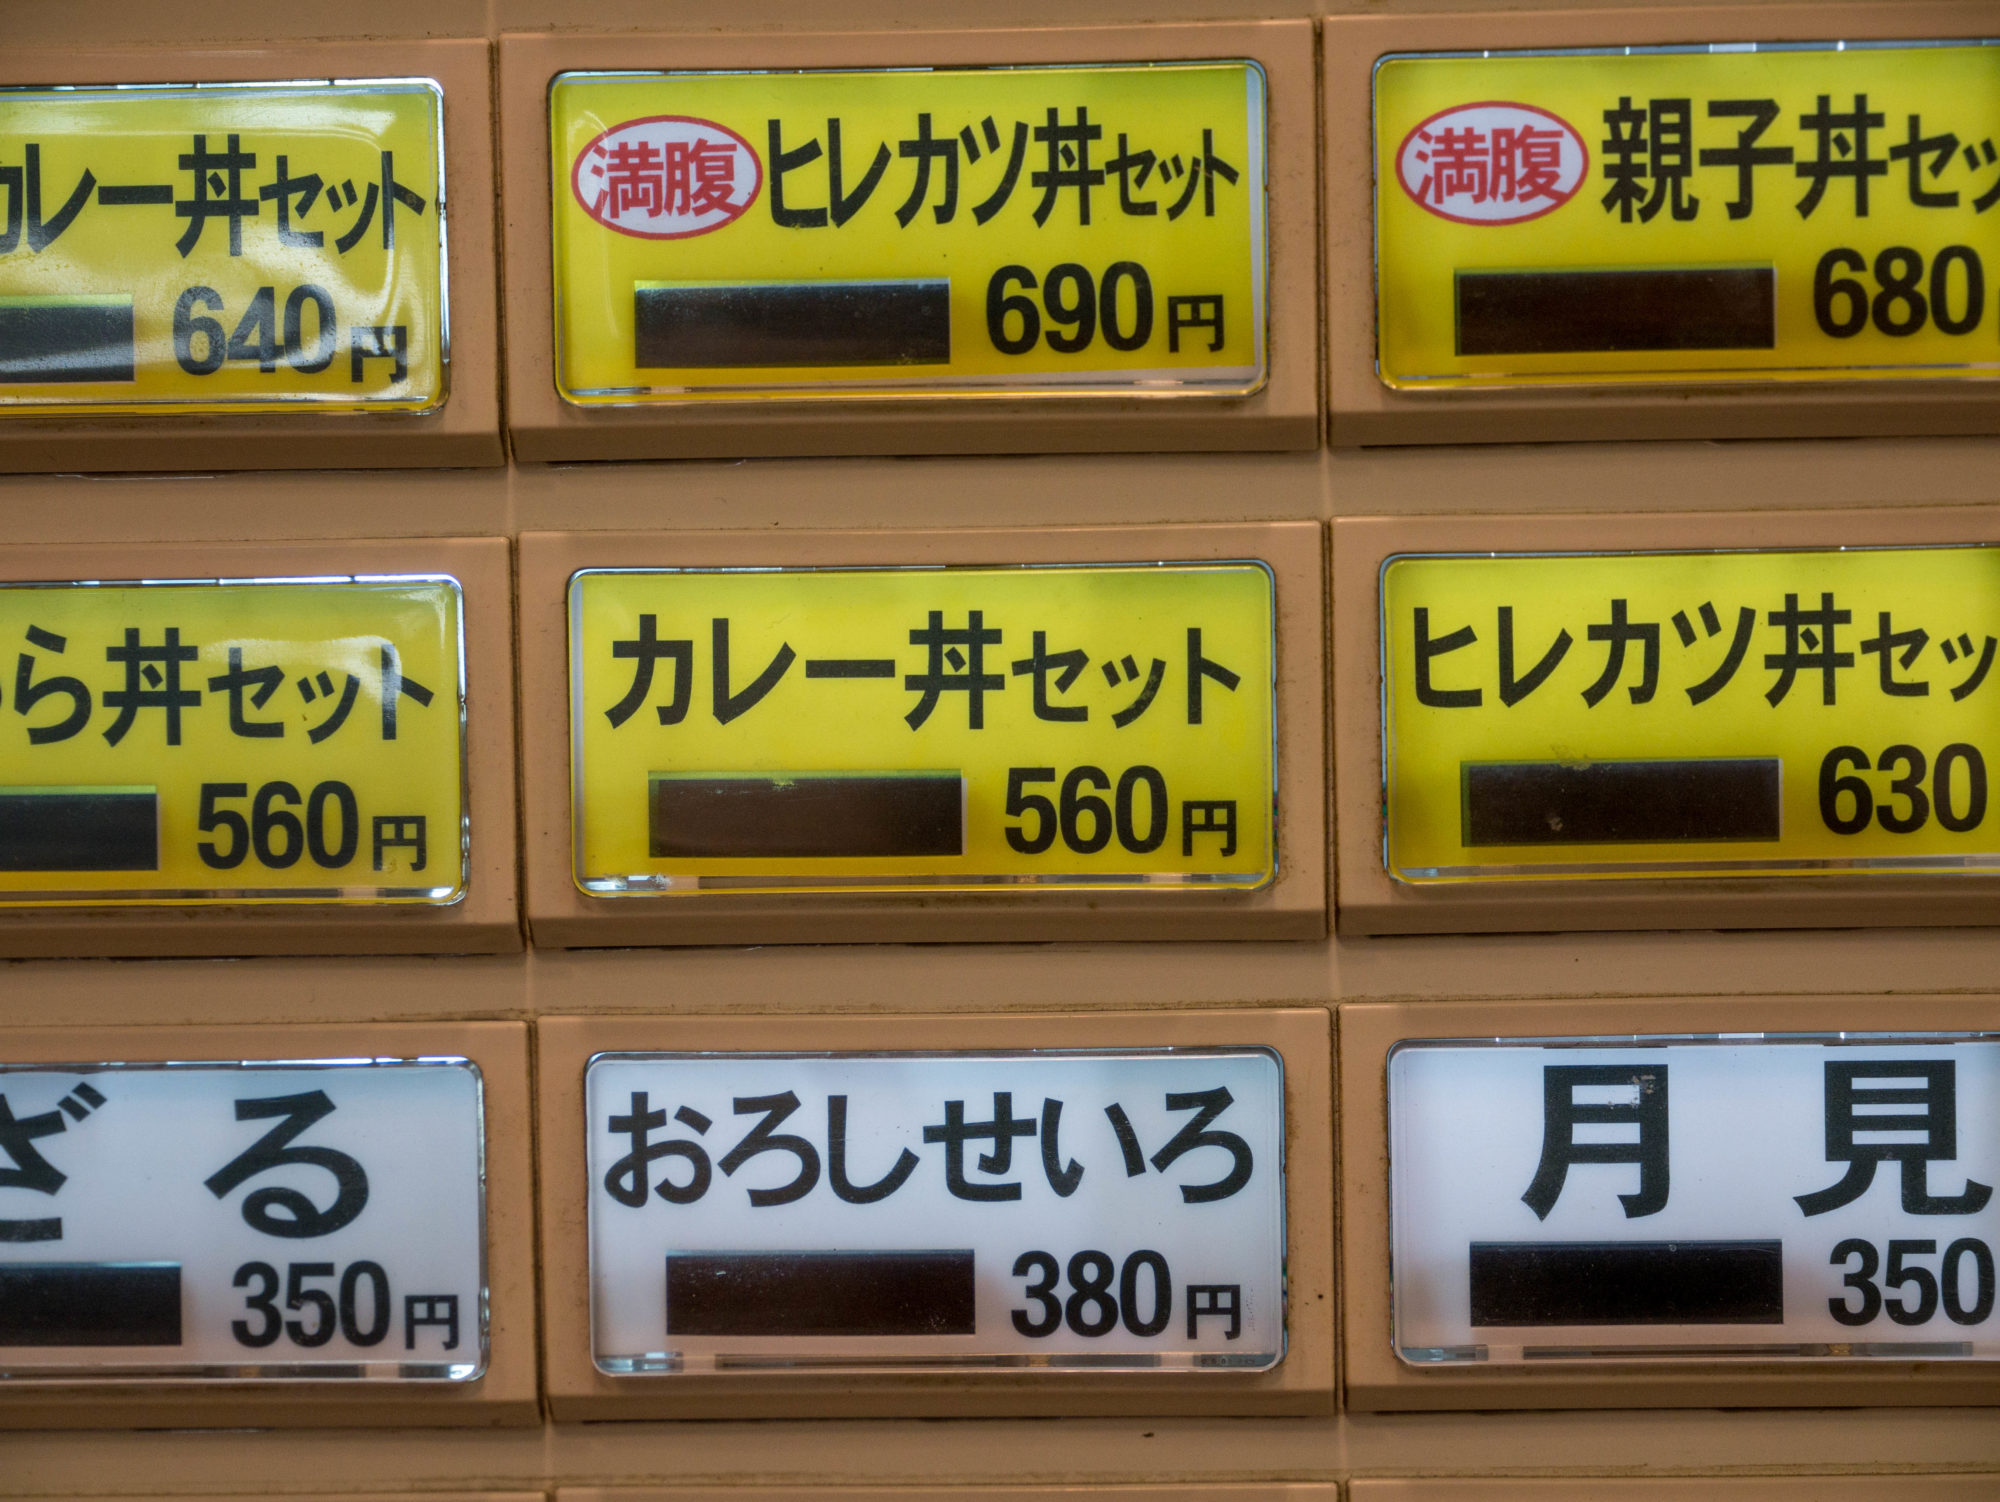 カレー丼セット
640円
満腹 ヒレカツ丼セット
690円
満腹 親子丼セッ
680
ら丼セット
560円
カレー丼セット
560円
ヒレカツ丼セッ
630
ざる
350円
おろしせいろ
380円
月見
350